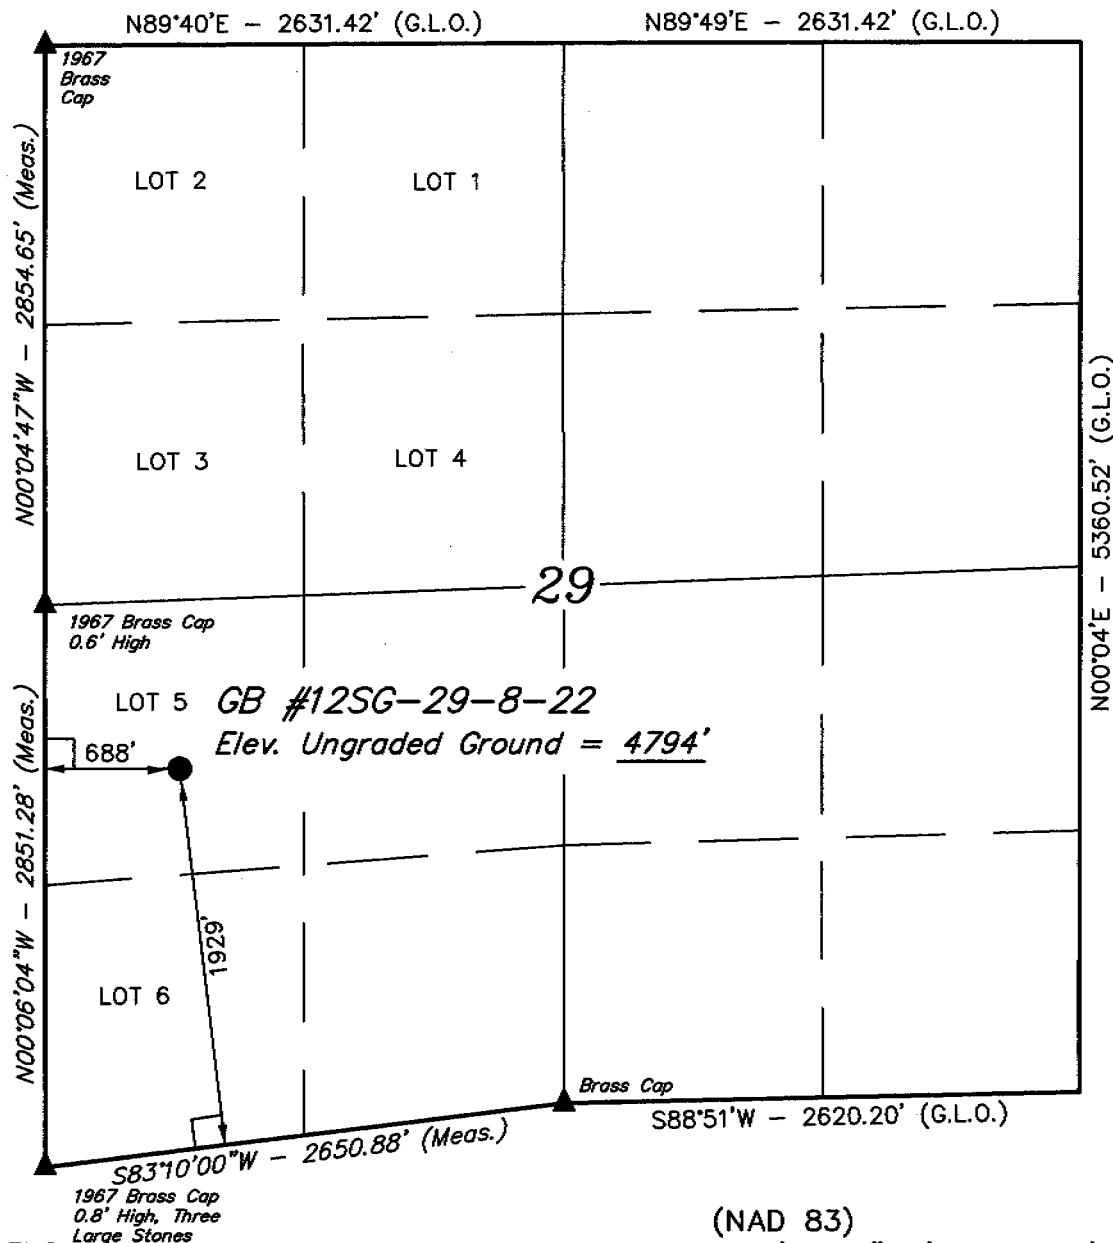 N89°40'E - 2631.42' (G.L.O.)
N89°49'E - 2631.42' (G.L.O.)
1967
Brass
Cap
N00°04'47"W - 2854.65' (Meas.)
LOT 2
LOT 1
LOT 3
LOT 4
N00°04'E - 5360.52' (G.L.O.)
29
1967 Brass Cap
0.6' High
LOT 5
GB #12SG-29-8-22
Elev. Ungraded Ground = 4794'
688'
N00°06'04"W - 2851.28' (Meas.)
1929'
LOT 6
Brass Cap
S88°51'W - 2620.20' (G.L.O.)
S83°10'00"W - 2650.88' (Meas.)
1967 Brass Cap
0.8' High, Three
Large Stones
(NAD 83)